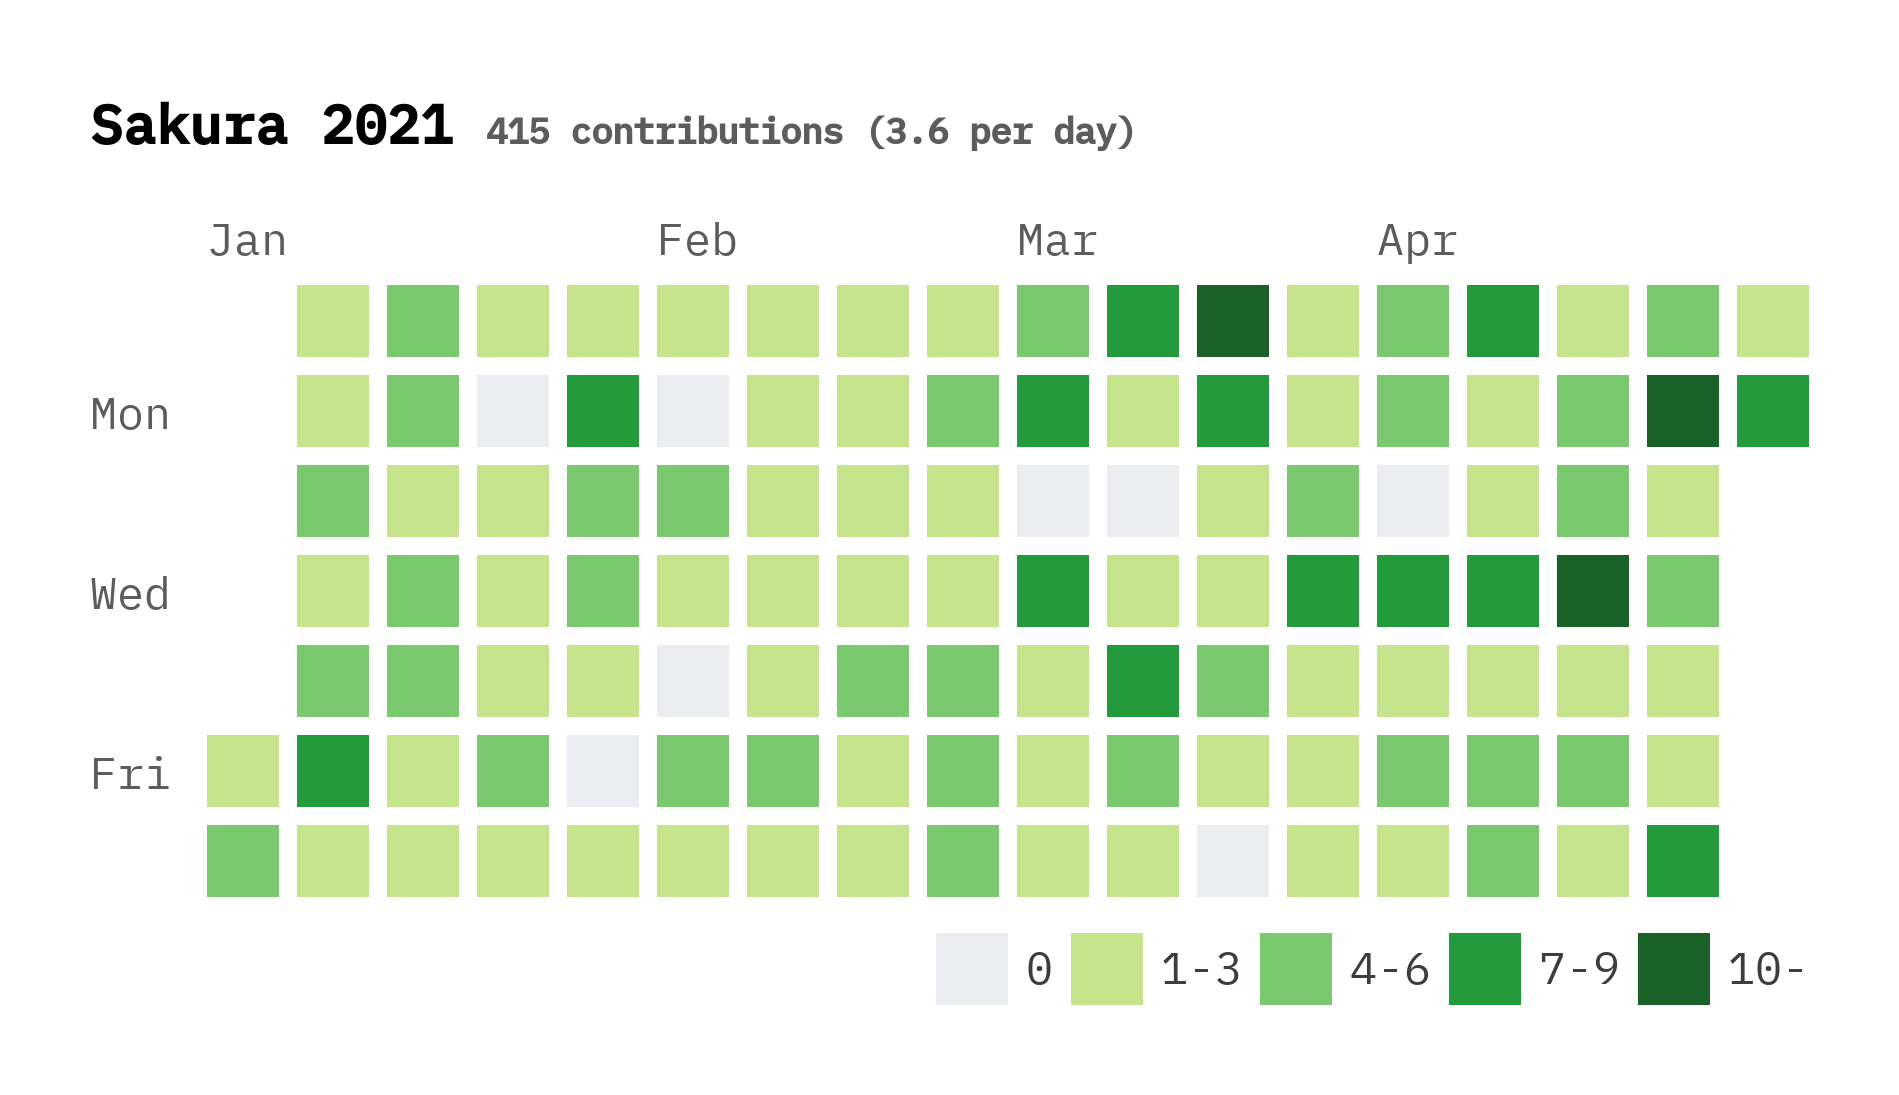 Sakura 2021 415 contributions (3.6 per day)
Jan Feb Mar Apr
Mon
Wed
Fri
0 1-3 4-6 7-9 10-